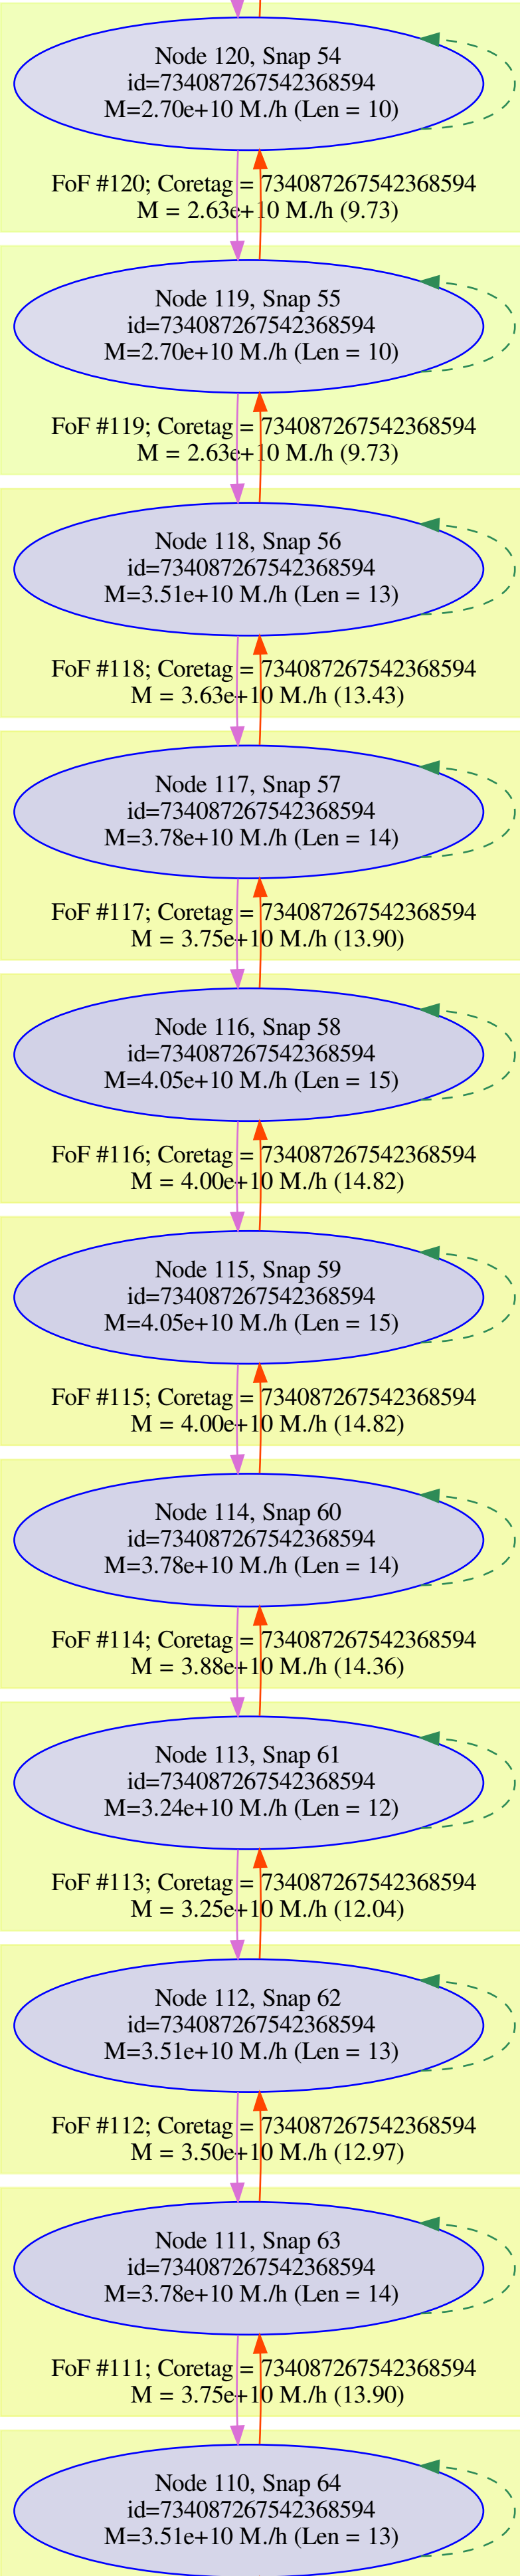 Node 120, Snap 54
id=734087267542368594
M=2.70e+10 M./h (Len = 10)
FoF #120; Coretag = 734087267542368594
M = 2.63e+10 M./h (9.73)
Node 119, Snap 55
id=734087267542368594
M=2.70e+10 M./h (Len = 10)
FoF #119; Coretag = 734087267542368594
M = 2.63e+10 M./h (9.73)
Node 118, Snap 56
id=734087267542368594
M=3.51e+10 M./h (Len = 13)
FoF #118; Coretag = 734087267542368594
M = 3.63e+10 M./h (13.43)
Node 117, Snap 57
id=734087267542368594
M=3.78e+10 M./h (Len = 14)
FoF #117; Coretag = 734087267542368594
M = 3.75e+10 M./h (13.90)
Node 116, Snap 58
id=734087267542368594
M=4.05e+10 M./h (Len = 15)
FoF #116; Coretag = 734087267542368594
M = 4.00e+10 M./h (14.82)
Node 115, Snap 59
id=734087267542368594
M=4.05e+10 M./h (Len = 15)
FoF #115; Coretag = 734087267542368594
M = 4.00e+10 M./h (14.82)
Node 114, Snap 60
id=734087267542368594
M=3.78e+10 M./h (Len = 14)
FoF #114; Coretag = 734087267542368594
M = 3.88e+10 M./h (14.36)
Node 113, Snap 61
id=734087267542368594
M=3.24e+10 M./h (Len = 12)
FoF #113; Coretag = 734087267542368594
M = 3.25e+10 M./h (12.04)
Node 112, Snap 62
id=734087267542368594
M=3.51e+10 M./h (Len = 13)
FoF #112; Coretag = 734087267542368594
M = 3.50e+10 M./h (12.97)
Node 111, Snap 63
id=734087267542368594
M=3.78e+10 M./h (Len = 14)
FoF #111; Coretag = 734087267542368594
M = 3.75e+10 M./h (13.90)
Node 110, Snap 64
id=734087267542368594
M=3.51e+10 M./h (Len = 13)